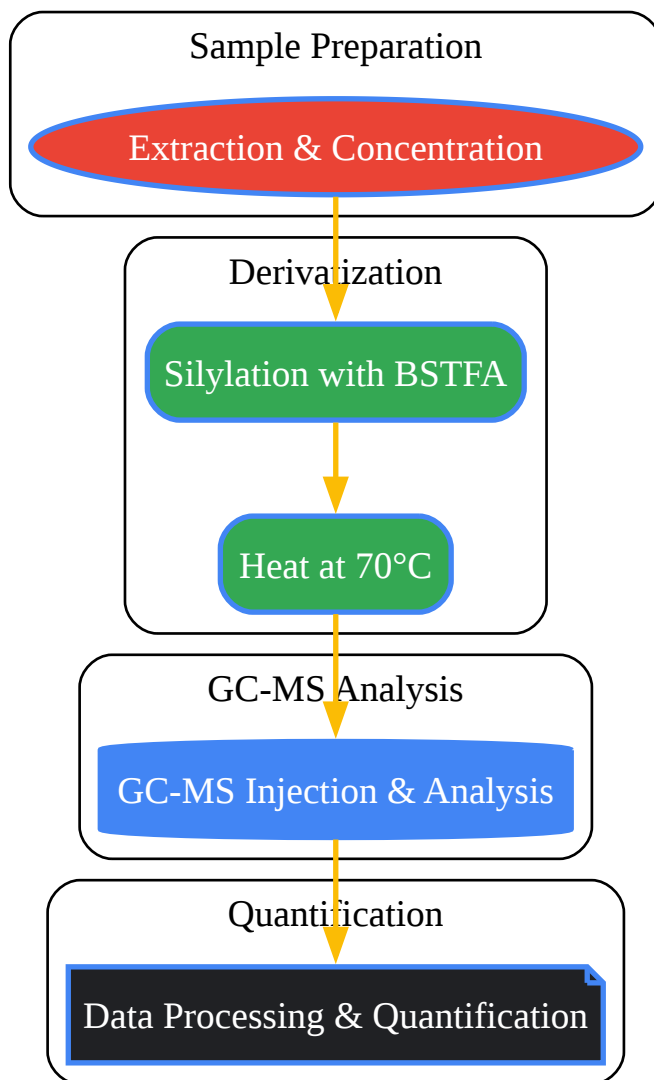 Sample Preparation
Extraction & Concentration
Derivatization
Silylation with BSTFA
Heat at 70°C
GC-MS Analysis
GC-MS Injection & Analysis
Quantification
Data Processing & Quantification